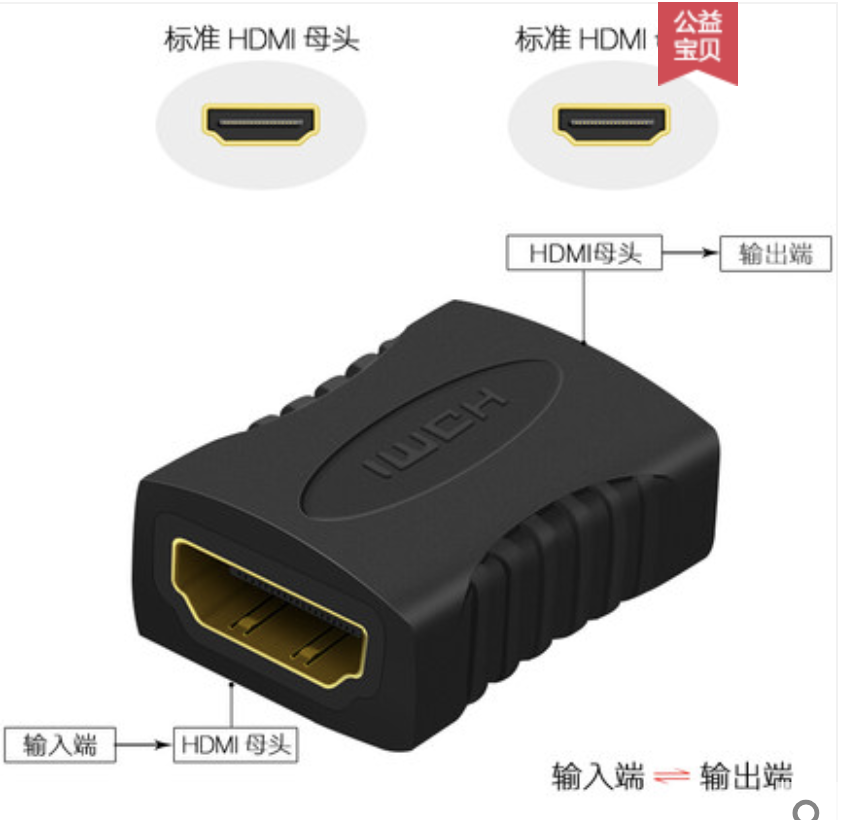 标准 HDMI 母头
标准 HDMI
公益
宝贝
HDMI母头
输出端
HDMI
输入端
HDMI 母头
输入端 ⇌ 输出端